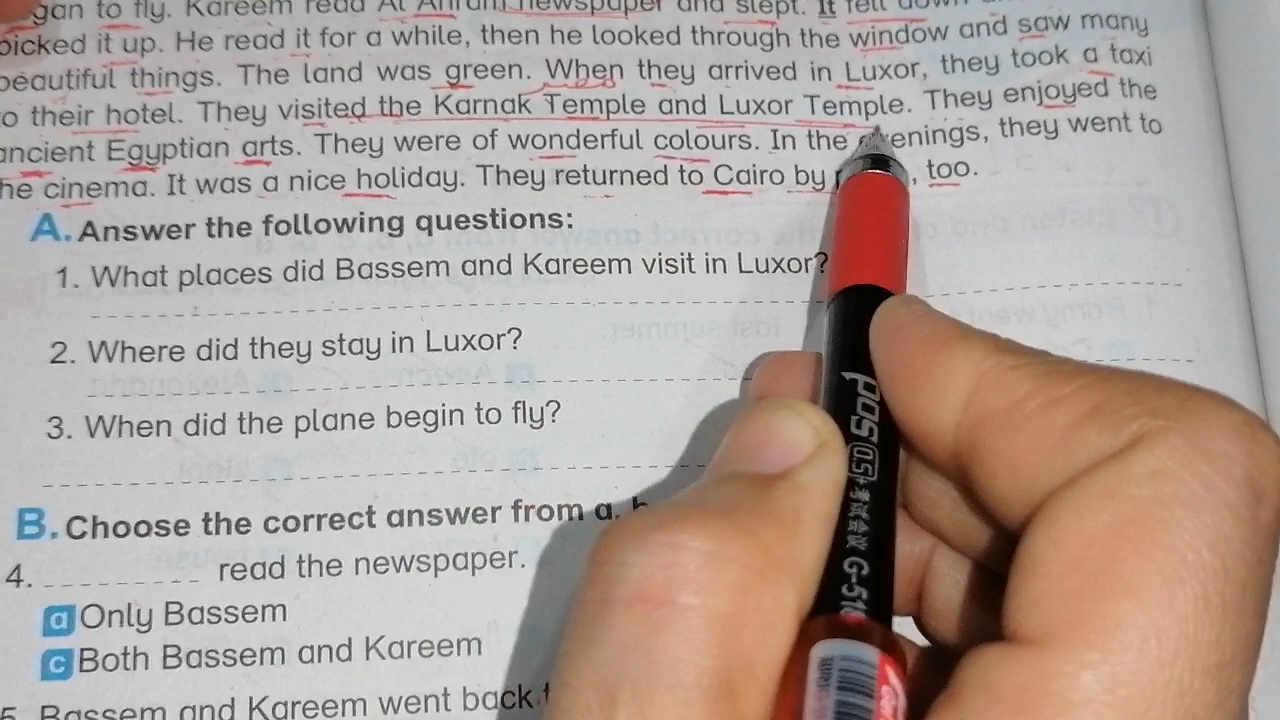 gan to fly. Kareem read Al Ahram newspaper and slept. It fell down
picked it up. He read it for a while, then he looked through the window and saw many
beautiful things. The land was green. When they arrived in Luxor, they took a taxi
o their hotel. They visited the Karnak Temple and Luxor Temple. They enjoyed the
ancient Egyptian arts. They were of wonderful colours. In the enings, they went to
he cinema. It was a nice holiday. They returned to Cairo by , too.
A. Answer the following questions:
1. What places did Bassem and Kareem visit in Luxor?
2. Where did they stay in Luxor?
3. When did the plane begin to fly?
B. Choose the correct answer from a,
4. read the newspaper.
a Only Bassem
c Both Bassem and Kareem
5. Bassem and Kareem went back
pos 0.5 G-510